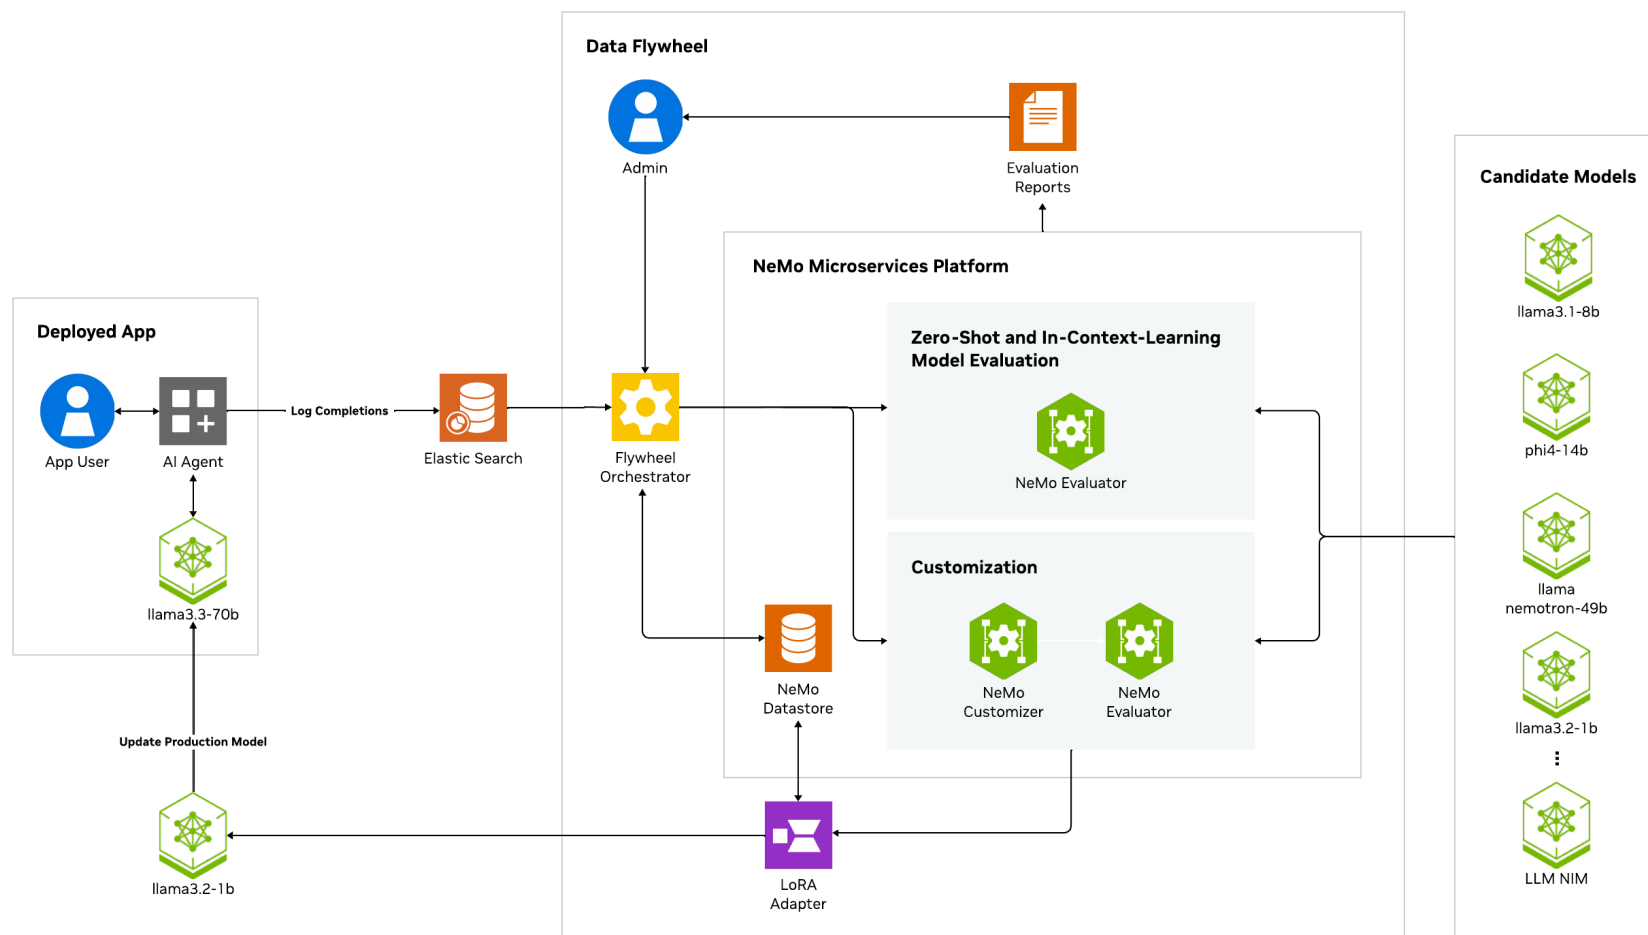 Data Flywheel
Admin
Evaluation
Reports
Candidate Models
llama3.1-8b
phi4-14b
llama
nemotron-49b
llama3.2-1b
LLM NIM
NeMo Microservices Platform
Zero-Shot and In-Context-Learning
Model Evaluation
NeMo Evaluator
Customization
NeMo
Customizer
NeMo
Evaluator
Deployed App
App User
AI Agent
llama3.3-70b
Log Completions
Elastic Search
Flywheel
Orchestrator
NeMo
Datastore
Update Production Model
llama3.2-1b
LoRA
Adapter